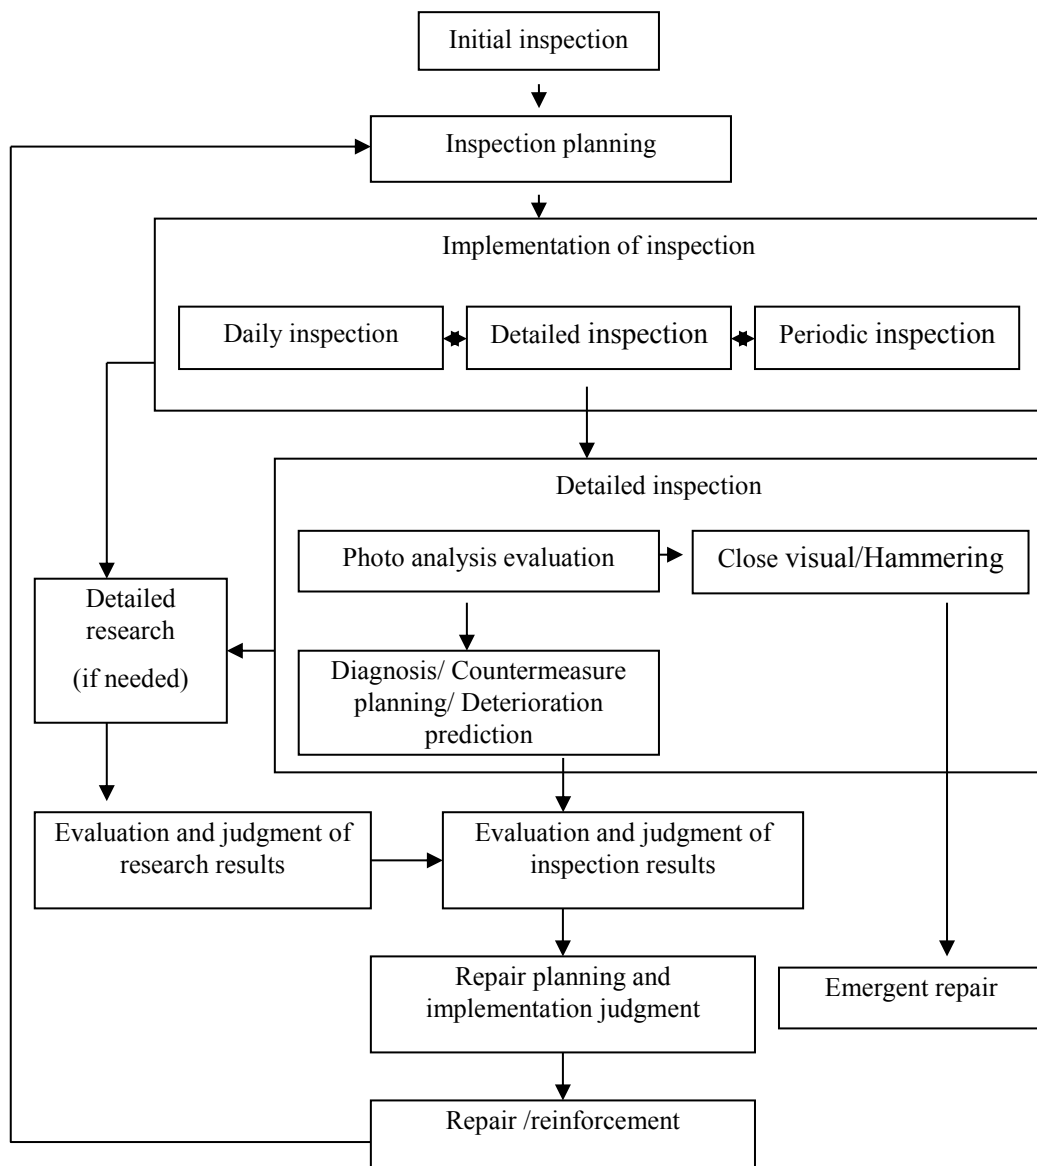 Initial inspection
Inspection planning
Implementation of inspection
Daily inspection
Detailed inspection
Periodic inspection
Detailed inspection
Photo analysis evaluation
Close visual/Hammering
Detailed
research
(if needed)
Diagnosis/ Countermeasure
planning/ Deterioration
prediction
Evaluation and judgment of
research results
Evaluation and judgment of
inspection results
Repair planning and
implementation judgment
Emergent repair
Repair /reinforcement